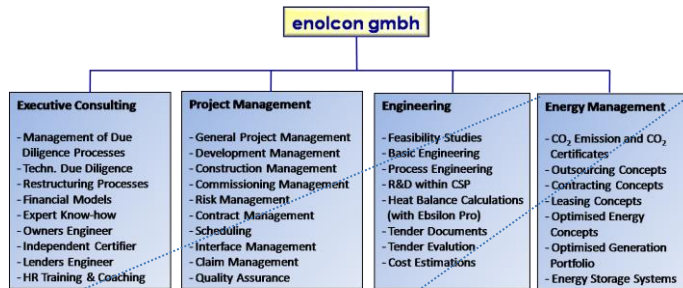 enolcon gmbh
Executive Consulting
- Management of Due
Diligence Processes
- Techn. Due Diligence
- Restructuring Processes
- Financial Models
- Expert Know-how
- Owners Engineer
- Independent Certifier
- Lenders Engineer
- HR Training & Coaching
Project Management
- General Project Management
- Development Management
- Construction Management
- Commissioning Management
- Risk Management
- Contract Management
- Scheduling
- Interface Management
- Claim Management
- Quality Assurance
Engineering
- Feasibility Studies
- Basic Engineering
- Process Engineering
- R&D within CSP
- Heat Balance Calculations
(with Ebsilon Pro)
- Tender Documents
- Tender Evalution
- Cost Estimations
Energy Management
- CO₂ Emission and CO₂
Certificates
- Outsourcing Concepts
- Contracting Concepts
- Leasing Concepts
- Optimised Energy
Concepts
- Optimised Generation
Portfolio
- Energy Storage Systems